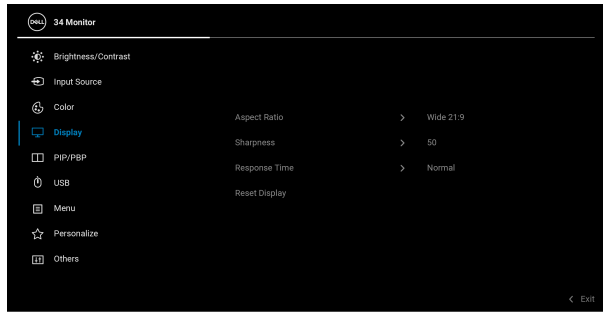 DELL 34 Monitor
Brightness/Contrast
Input Source
Color
Display
PIP/PBP
USB
Menu
Personalize
Others
Aspect Ratio > Wide 21:9
Sharpness > 50
Response Time > Normal
Reset Display
< Exit